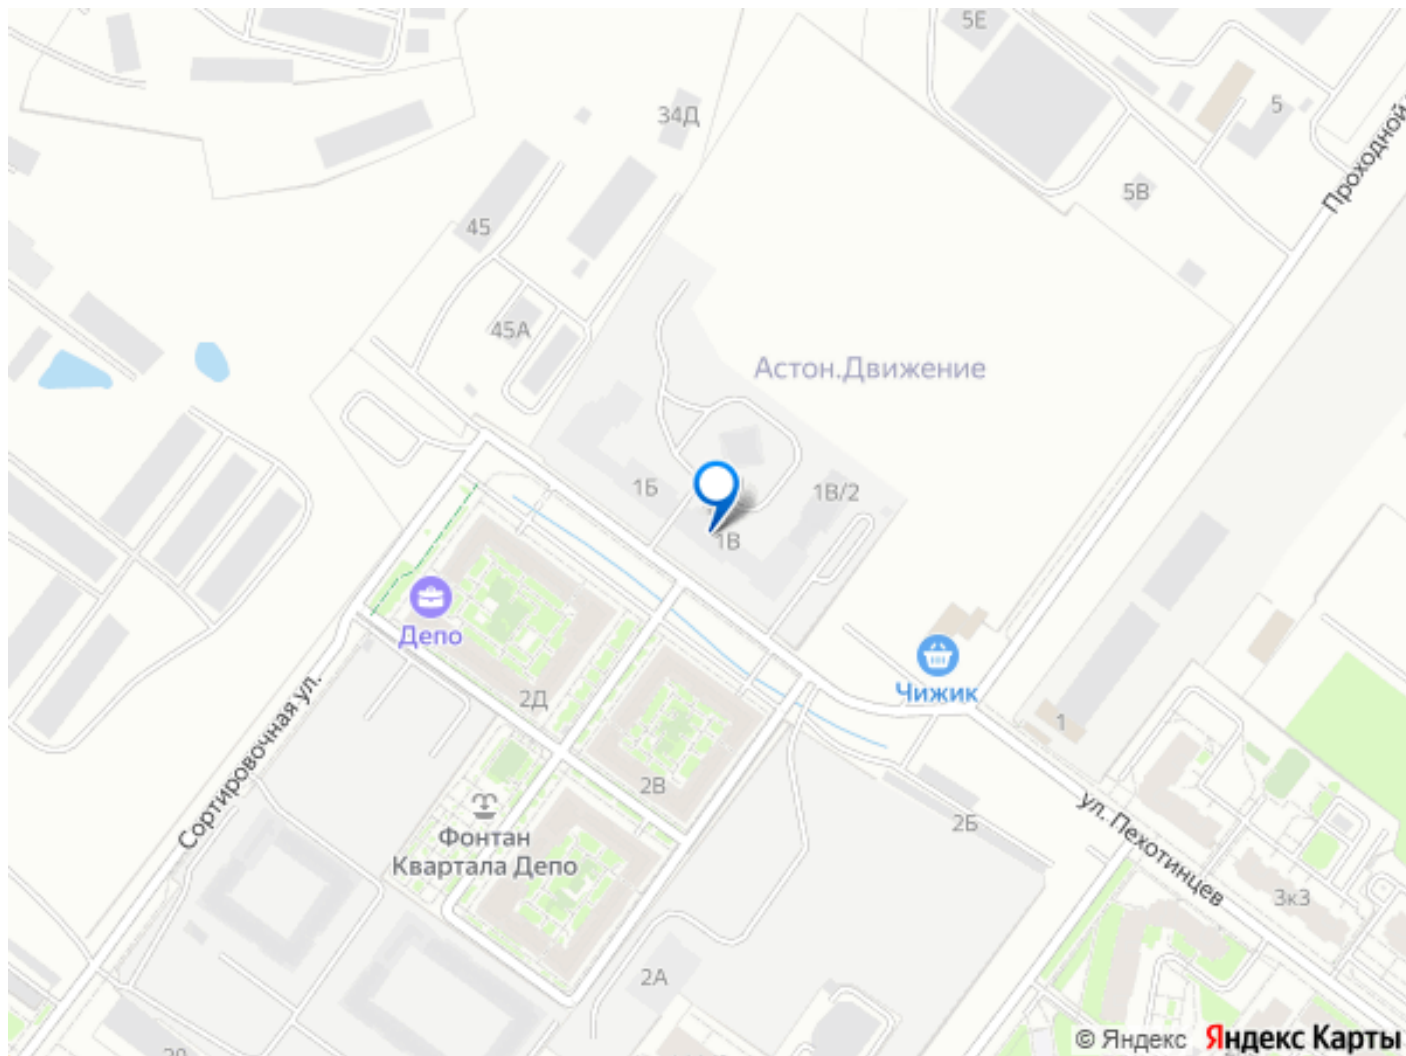 5Е
34Д
5
5В
Проходной
45
45А
Астон.Движение
1Б
1В/2
1В
Депо
Чижик
2Д
1
Сортировочная ул.
2В
ул. Пехотинцев
2Б
Фонтан
Квартала Депо
3к3
2А
© Яндекс Яндекс Карты